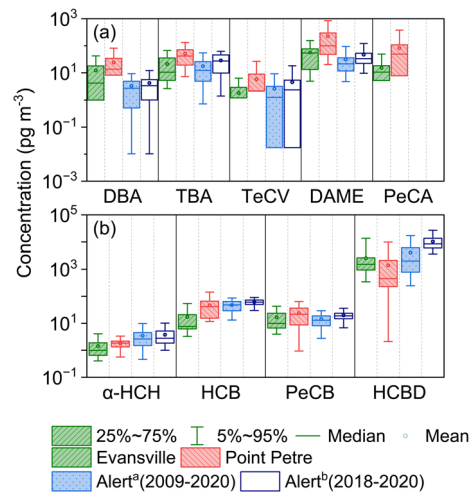 (a)
10³
10¹
10⁻¹
10⁻³
DBA TBA TeCV DAME PeCA
Concentration (pg m⁻³)
(b)
10⁵
10³
10¹
10⁻¹
α-HCH HCB PeCB HCBD
25%~75% 5%~95% Median Mean
Evansville Point Petre
Alertᵃ(2009-2020) Alertᵇ(2018-2020)